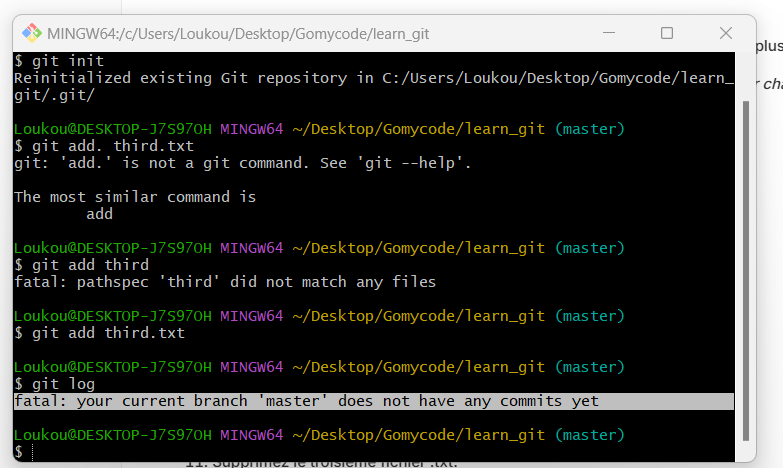 MINGW64:/c/Users/Loukou/Desktop/Gomycode/learn_git
plus
r cha
$ git init
Reinitialized existing Git repository in C:/Users/Loukou/Desktop/Gomycode/learn_
git/.git/
Loukou@DESKTOP-J7S97OH MINGW64 ~/Desktop/Gomycode/learn_git (master)
$ git add. third.txt
git: 'add.' is not a git command. See 'git --help'.
The most similar command is
add
Loukou@DESKTOP-J7S97OH MINGW64 ~/Desktop/Gomycode/learn_git (master)
$ git add third
fatal: pathspec 'third' did not match any files
Loukou@DESKTOP-J7S97OH MINGW64 ~/Desktop/Gomycode/learn_git (master)
$ git add third.txt
Loukou@DESKTOP-J7S97OH MINGW64 ~/Desktop/Gomycode/learn_git (master)
$ git log
fatal: your current branch 'master' does not have any commits yet
Loukou@DESKTOP-J7S97OH MINGW64 ~/Desktop/Gomycode/learn_git (master)
$
11. Supprimez le troisième fichier .txt.